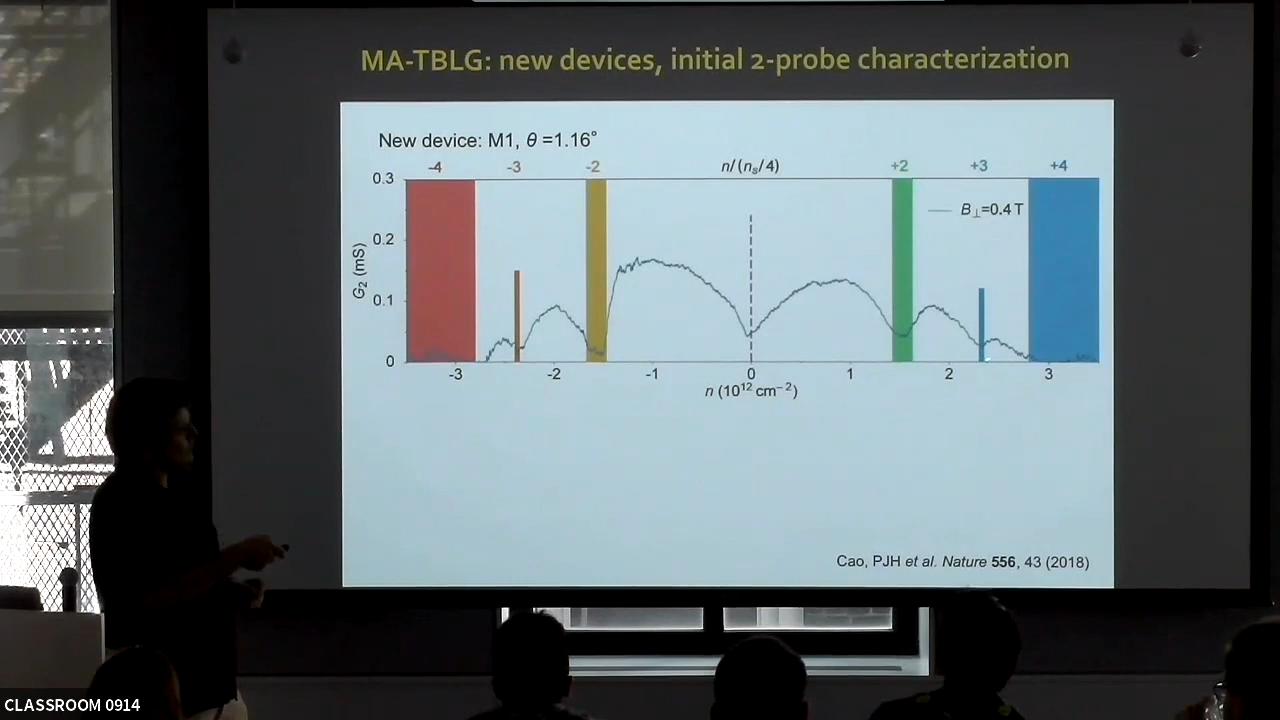 MA-TBLG: new devices, initial 2-probe characterization
New device: M1, θ =1.16°
-4 -3 -2 n/(nₛ/4) +2 +3 +4
0.3
0.2
0.1
0
G₂ (mS)
B⊥=0.4 T
-3 -2 -1 0 1 2 3
n (10¹² cm⁻²)
Cao, PJH et al. Nature 556, 43 (2018)
CLASSROOM 0914